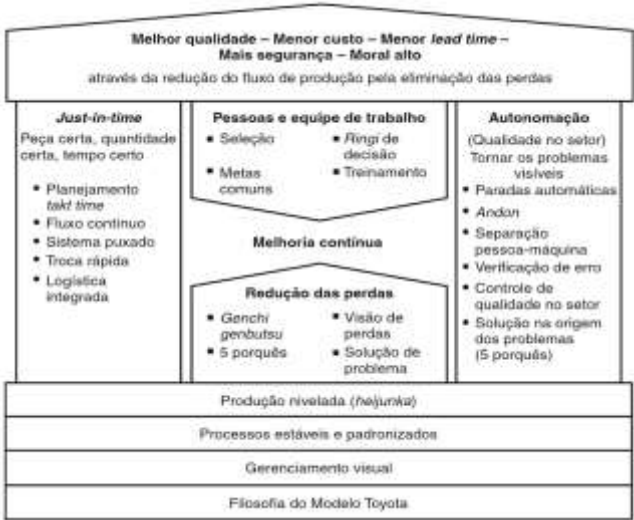 Melhor qualidade – Menor custo – Menor lead time –
Mais segurança – Moral alto
através da redução do fluxo de produção pela eliminação das perdas
Just-in-time
Peça certa, quantidade
certa, tempo certo
▪ Planejamento
takt time
▪ Fluxo contínuo
▪ Sistema puxado
▪ Troca rápida
▪ Logística
integrada
Pessoas e equipe de trabalho
▪ Seleção
▪ Metas
comuns
▪ Ringi de
decisão
▪ Treinamento
Melhoria contínua
Redução das perdas
▪ Genchi
genbutsu
▪ 5 porquês
▪ Visão de
perdas
▪ Solução de
problema
Autonomação
(Qualidade no setor)
Tornar os problemas
visíveis
▪ Paradas automáticas
▪ Andon
▪ Separação
pessoa-máquina
▪ Verificação de erro
▪ Controle de
qualidade no setor
▪ Solução na origem
dos problemas
(5 porquês)
Produção nivelada (heijunka)
Processos estáveis e padronizados
Gerenciamento visual
Filosofia do Modelo Toyota